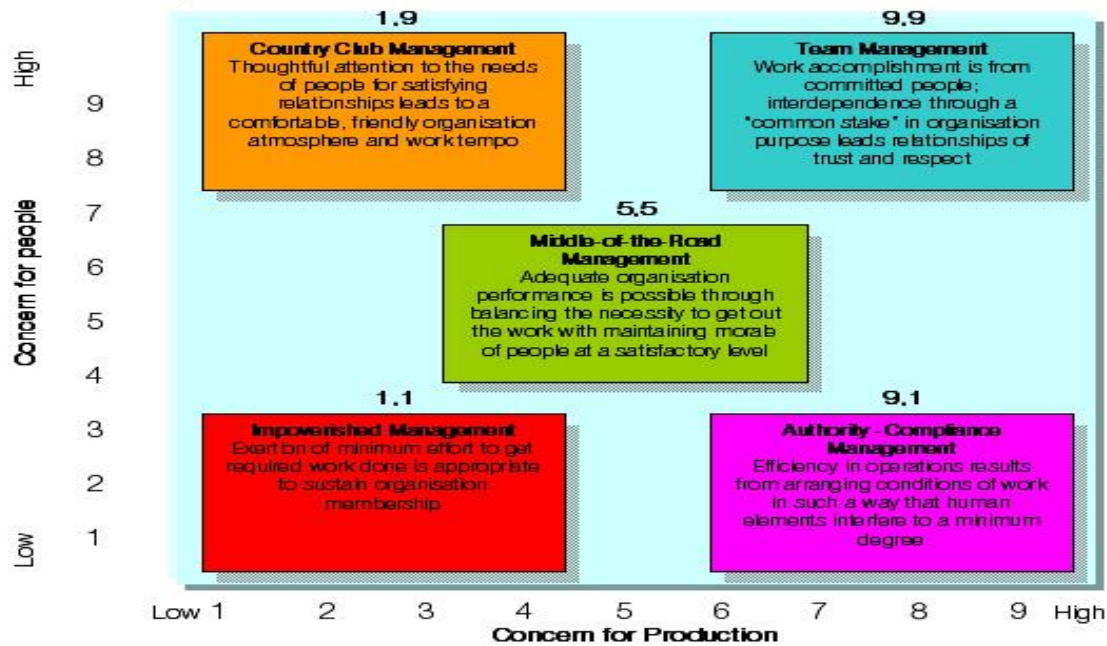 1.9
Country Club Management
Thoughtful attention to the needs
of people for satisfying
relationships leads to a
comfortable, friendly organisation
atmosphere and work tempo
9.9
Team Management
Work accomplishment is from
committed people;
interdependence through a
"common stake" in organisation
purpose leads relationships of
trust and respect
5.5
Middle-of-the-Road
Management
Adequate organisation
performance is possible through
balancing the necessity to get out
the work with maintaining morale
of people at a satisfactory level
1.1
Impoverished Management
Exertion of minimum effort to get
required work done is appropriate
to sustain organisation
membership
9.1
Authority-Compliance
Management
Efficiency in operations results
from arranging conditions of work
in such a way that human
elements interfere to a minimum
degree
High
9
8
7
6
5
4
3
2
1
Low
Concern for people
Low 1 2 3 4 5 6 7 8 9 High
Concern for Production